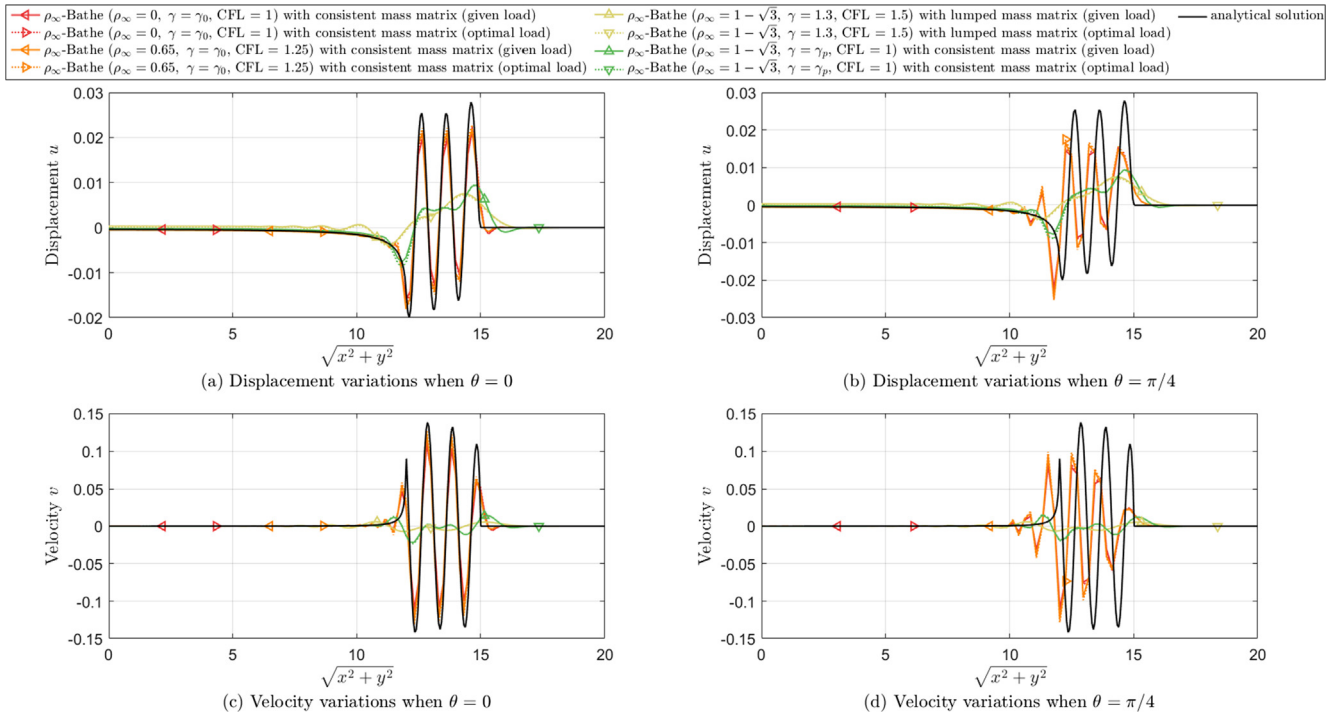 ρ∞-Bathe (ρ∞ = 0, γ = γ₀, CFL = 1) with consistent mass matrix (given load)
ρ∞-Bathe (ρ∞ = 0, γ = γ₀, CFL = 1) with consistent mass matrix (optimal load)
ρ∞-Bathe (ρ∞ = 0.65, γ = γ₀, CFL = 1.25) with consistent mass matrix (given load)
ρ∞-Bathe (ρ∞ = 0.65, γ = γ₀, CFL = 1.25) with consistent mass matrix (optimal load)
ρ∞-Bathe (ρ∞ = 1 − √3, γ = 1.3, CFL = 1.5) with lumped mass matrix (given load)
ρ∞-Bathe (ρ∞ = 1 − √3, γ = 1.3, CFL = 1.5) with lumped mass matrix (optimal load)
ρ∞-Bathe (ρ∞ = 1 − √3, γ = γₚ, CFL = 1) with consistent mass matrix (given load)
ρ∞-Bathe (ρ∞ = 1 − √3, γ = γₚ, CFL = 1) with consistent mass matrix (optimal load)
analytical solution
Displacement u
0.03
0.02
0.01
0
-0.01
-0.02
0 5 10 15 20
√(x² + y²)
(a) Displacement variations when θ = 0
Displacement u
0.03
0.02
0.01
0
-0.01
-0.02
-0.03
0 5 10 15 20
√(x² + y²)
(b) Displacement variations when θ = π/4
Velocity v
0.15
0.1
0.05
0
-0.05
-0.1
-0.15
0 5 10 15 20
√(x² + y²)
(c) Velocity variations when θ = 0
Velocity v
0.15
0.1
0.05
0
-0.05
-0.1
-0.15
0 5 10 15 20
√(x² + y²)
(d) Velocity variations when θ = π/4